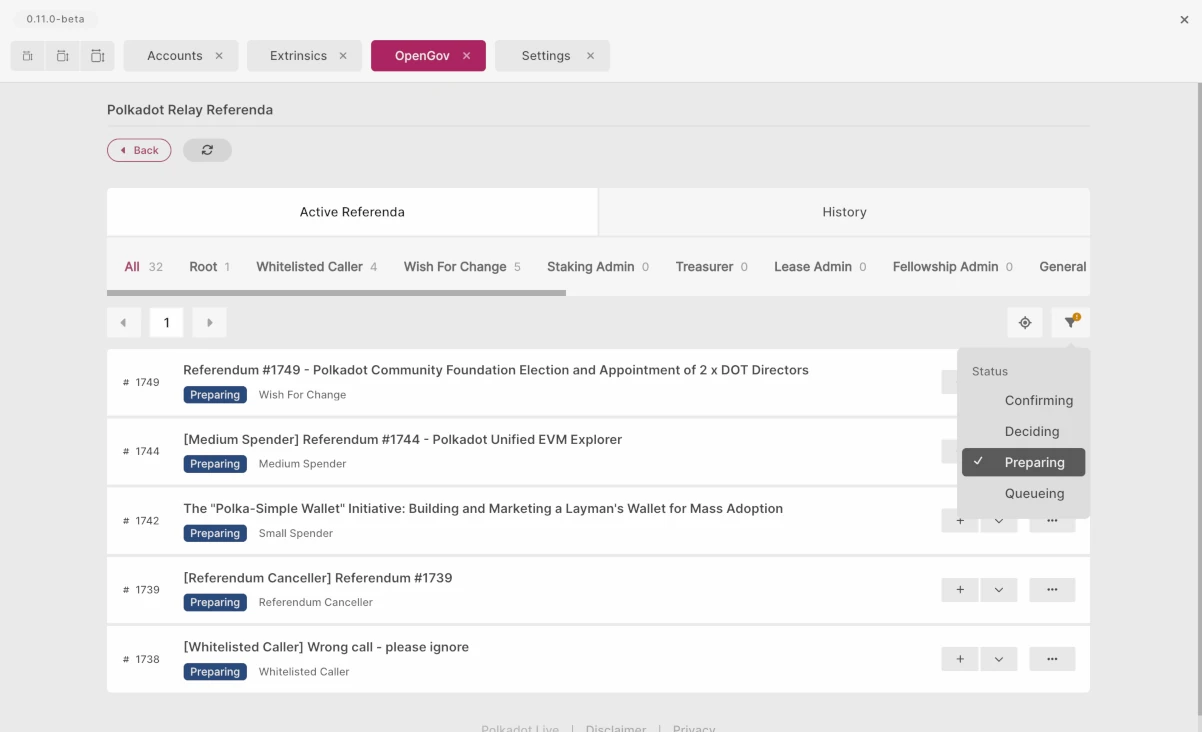 0.11.0-beta
Accounts
Extrinsics
OpenGov
Settings
Polkadot Relay Referenda
Back
Active Referenda
History
All 32 Root 1 Whitelisted Caller 4 Wish For Change 5 Staking Admin 0 Treasurer 0 Lease Admin 0 Fellowship Admin 0 General
1
# 1749
Referendum #1749 - Polkadot Community Foundation Election and Appointment of 2 x DOT Directors
Preparing Wish For Change
# 1744
[Medium Spender] Referendum #1744 - Polkadot Unified EVM Explorer
Preparing Medium Spender
# 1742
The "Polka-Simple Wallet" Initiative: Building and Marketing a Layman's Wallet for Mass Adoption
Preparing Small Spender
# 1739
[Referendum Canceller] Referendum #1739
Preparing Referendum Canceller
# 1738
[Whitelisted Caller] Wrong call - please ignore
Preparing Whitelisted Caller
Status
Confirming
Deciding
Preparing
Queueing
Polkadot Live | Disclaimer | Privacy